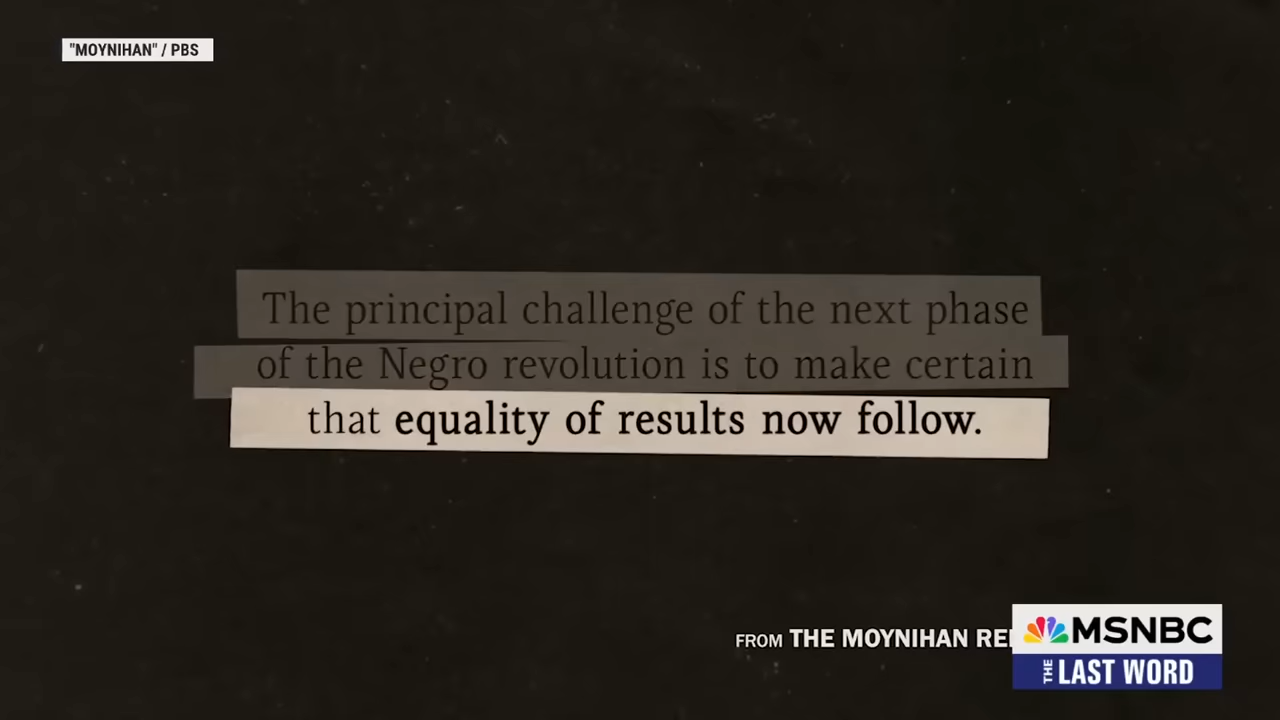 "MOYNIHAN" / PBS
The principal challenge of the next phase
of the Negro revolution is to make certain
that equality of results now follow.
FROM THE MOYNIHAN
MSNBC
THE LAST WORD